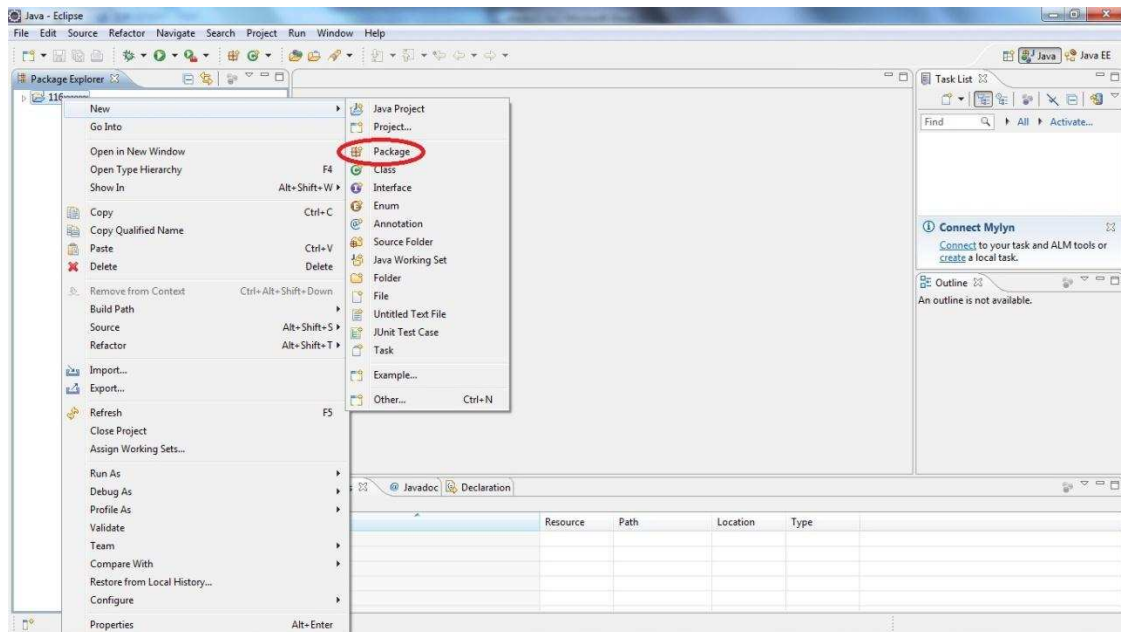 Java - Eclipse
File Edit Source Refactor Navigate Search Project Run Window Help
Java Java EE
Package Explorer
New
Go Into
Open in New Window
Open Type Hierarchy F4
Show In Alt+Shift+W
Copy Ctrl+C
Copy Qualified Name
Paste Ctrl+V
Delete Delete
Remove from Context Ctrl+Alt+Shift+Down
Build Path
Source Alt+Shift+S
Refactor Alt+Shift+T
Import...
Export...
Refresh F5
Close Project
Assign Working Sets...
Run As
Debug As
Profile As
Validate
Team
Compare With
Restore from Local History...
Configure
Properties Alt+Enter
Java Project
Project...
Package
Class
Interface
Enum
Annotation
Source Folder
Java Working Set
Folder
File
Untitled Text File
JUnit Test Case
Task
Example...
Other... Ctrl+N
Task List
Find All Activate...
Connect Mylyn
Connect to your task and ALM tools or
create a local task.
Outline
An outline is not available.
@ Javadoc Declaration
Resource Path Location Type